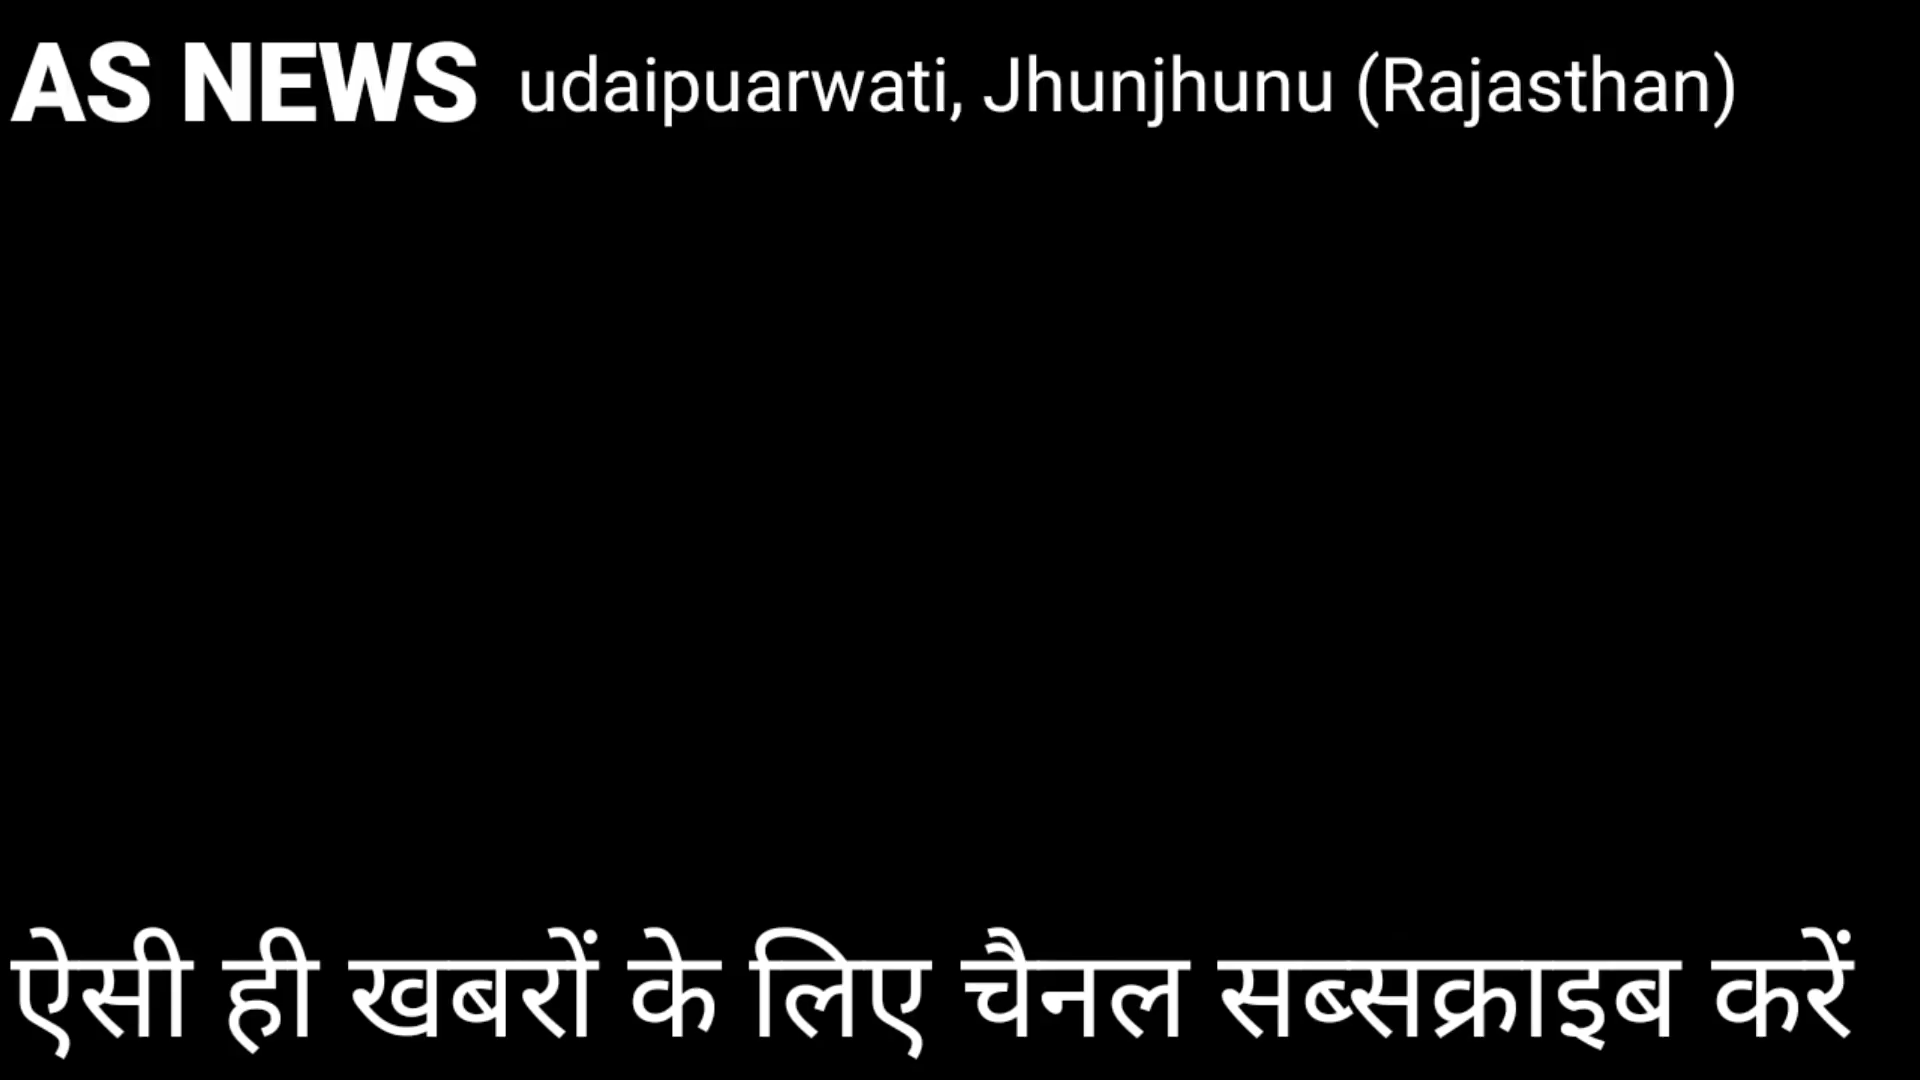 AS NEWS udaipuarwati, Jhunjhunu (Rajasthan)
ऐसी ही खबरों के लिए चैनल सब्सक्राइब करें